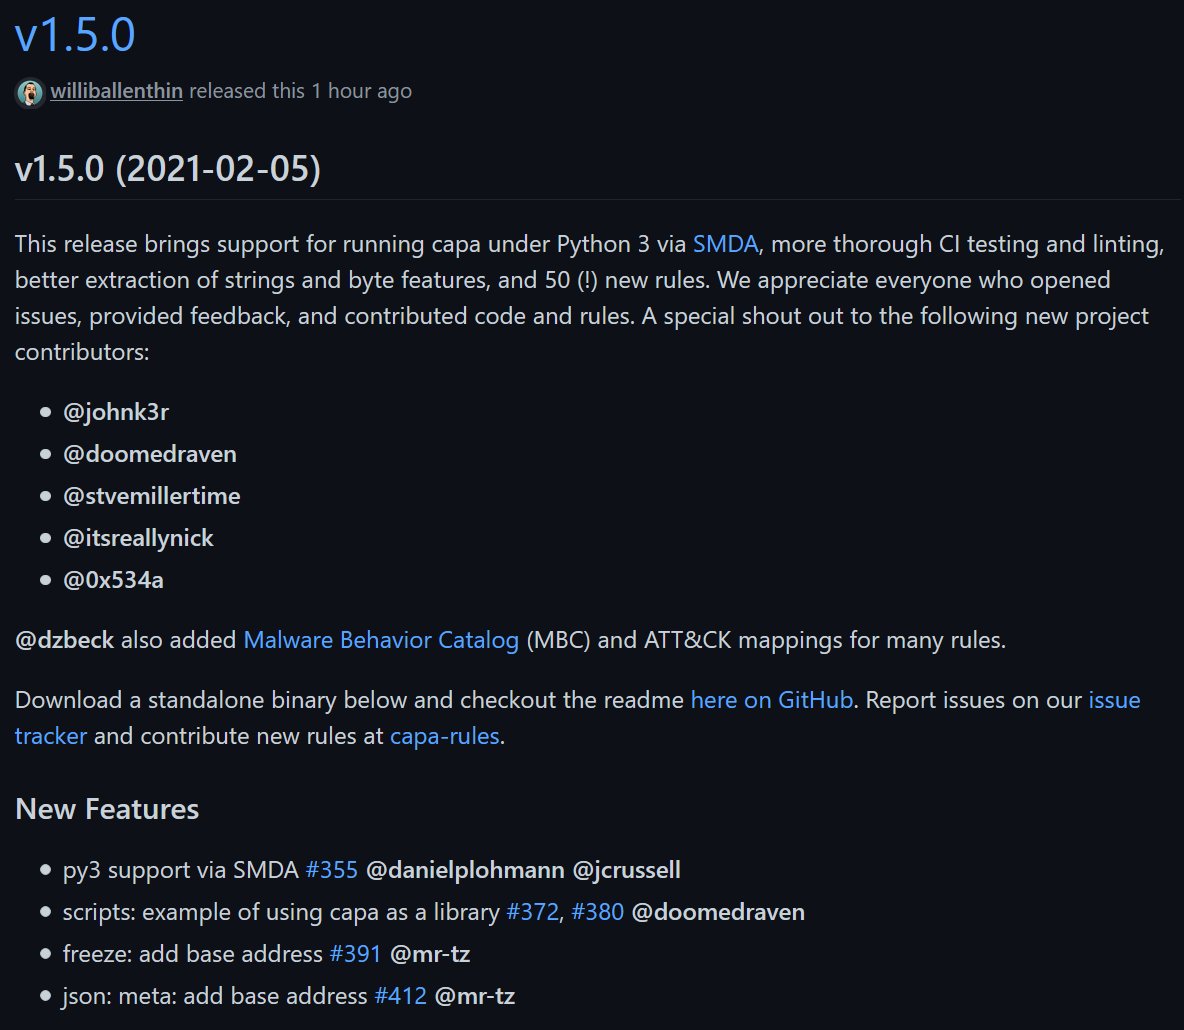 v1.5.0
williballenthin released this 1 hour ago
v1.5.0 (2021-02-05)
This release brings support for running capa under Python 3 via SMDA, more thorough CI testing and linting,
better extraction of strings and byte features, and 50 (!) new rules. We appreciate everyone who opened
issues, provided feedback, and contributed code and rules. A special shout out to the following new project
contributors:
• @johnk3r
• @doomedraven
• @stvemillertime
• @itsreallynick
• @0x534a
@dzbeck also added Malware Behavior Catalog (MBC) and ATT&CK mappings for many rules.
Download a standalone binary below and checkout the readme here on GitHub. Report issues on our issue
tracker and contribute new rules at capa-rules.
New Features
• py3 support via SMDA #355 @danielplohmann @jcrussell
• scripts: example of using capa as a library #372, #380 @doomedraven
• freeze: add base address #391 @mr-tz
• json: meta: add base address #412 @mr-tz